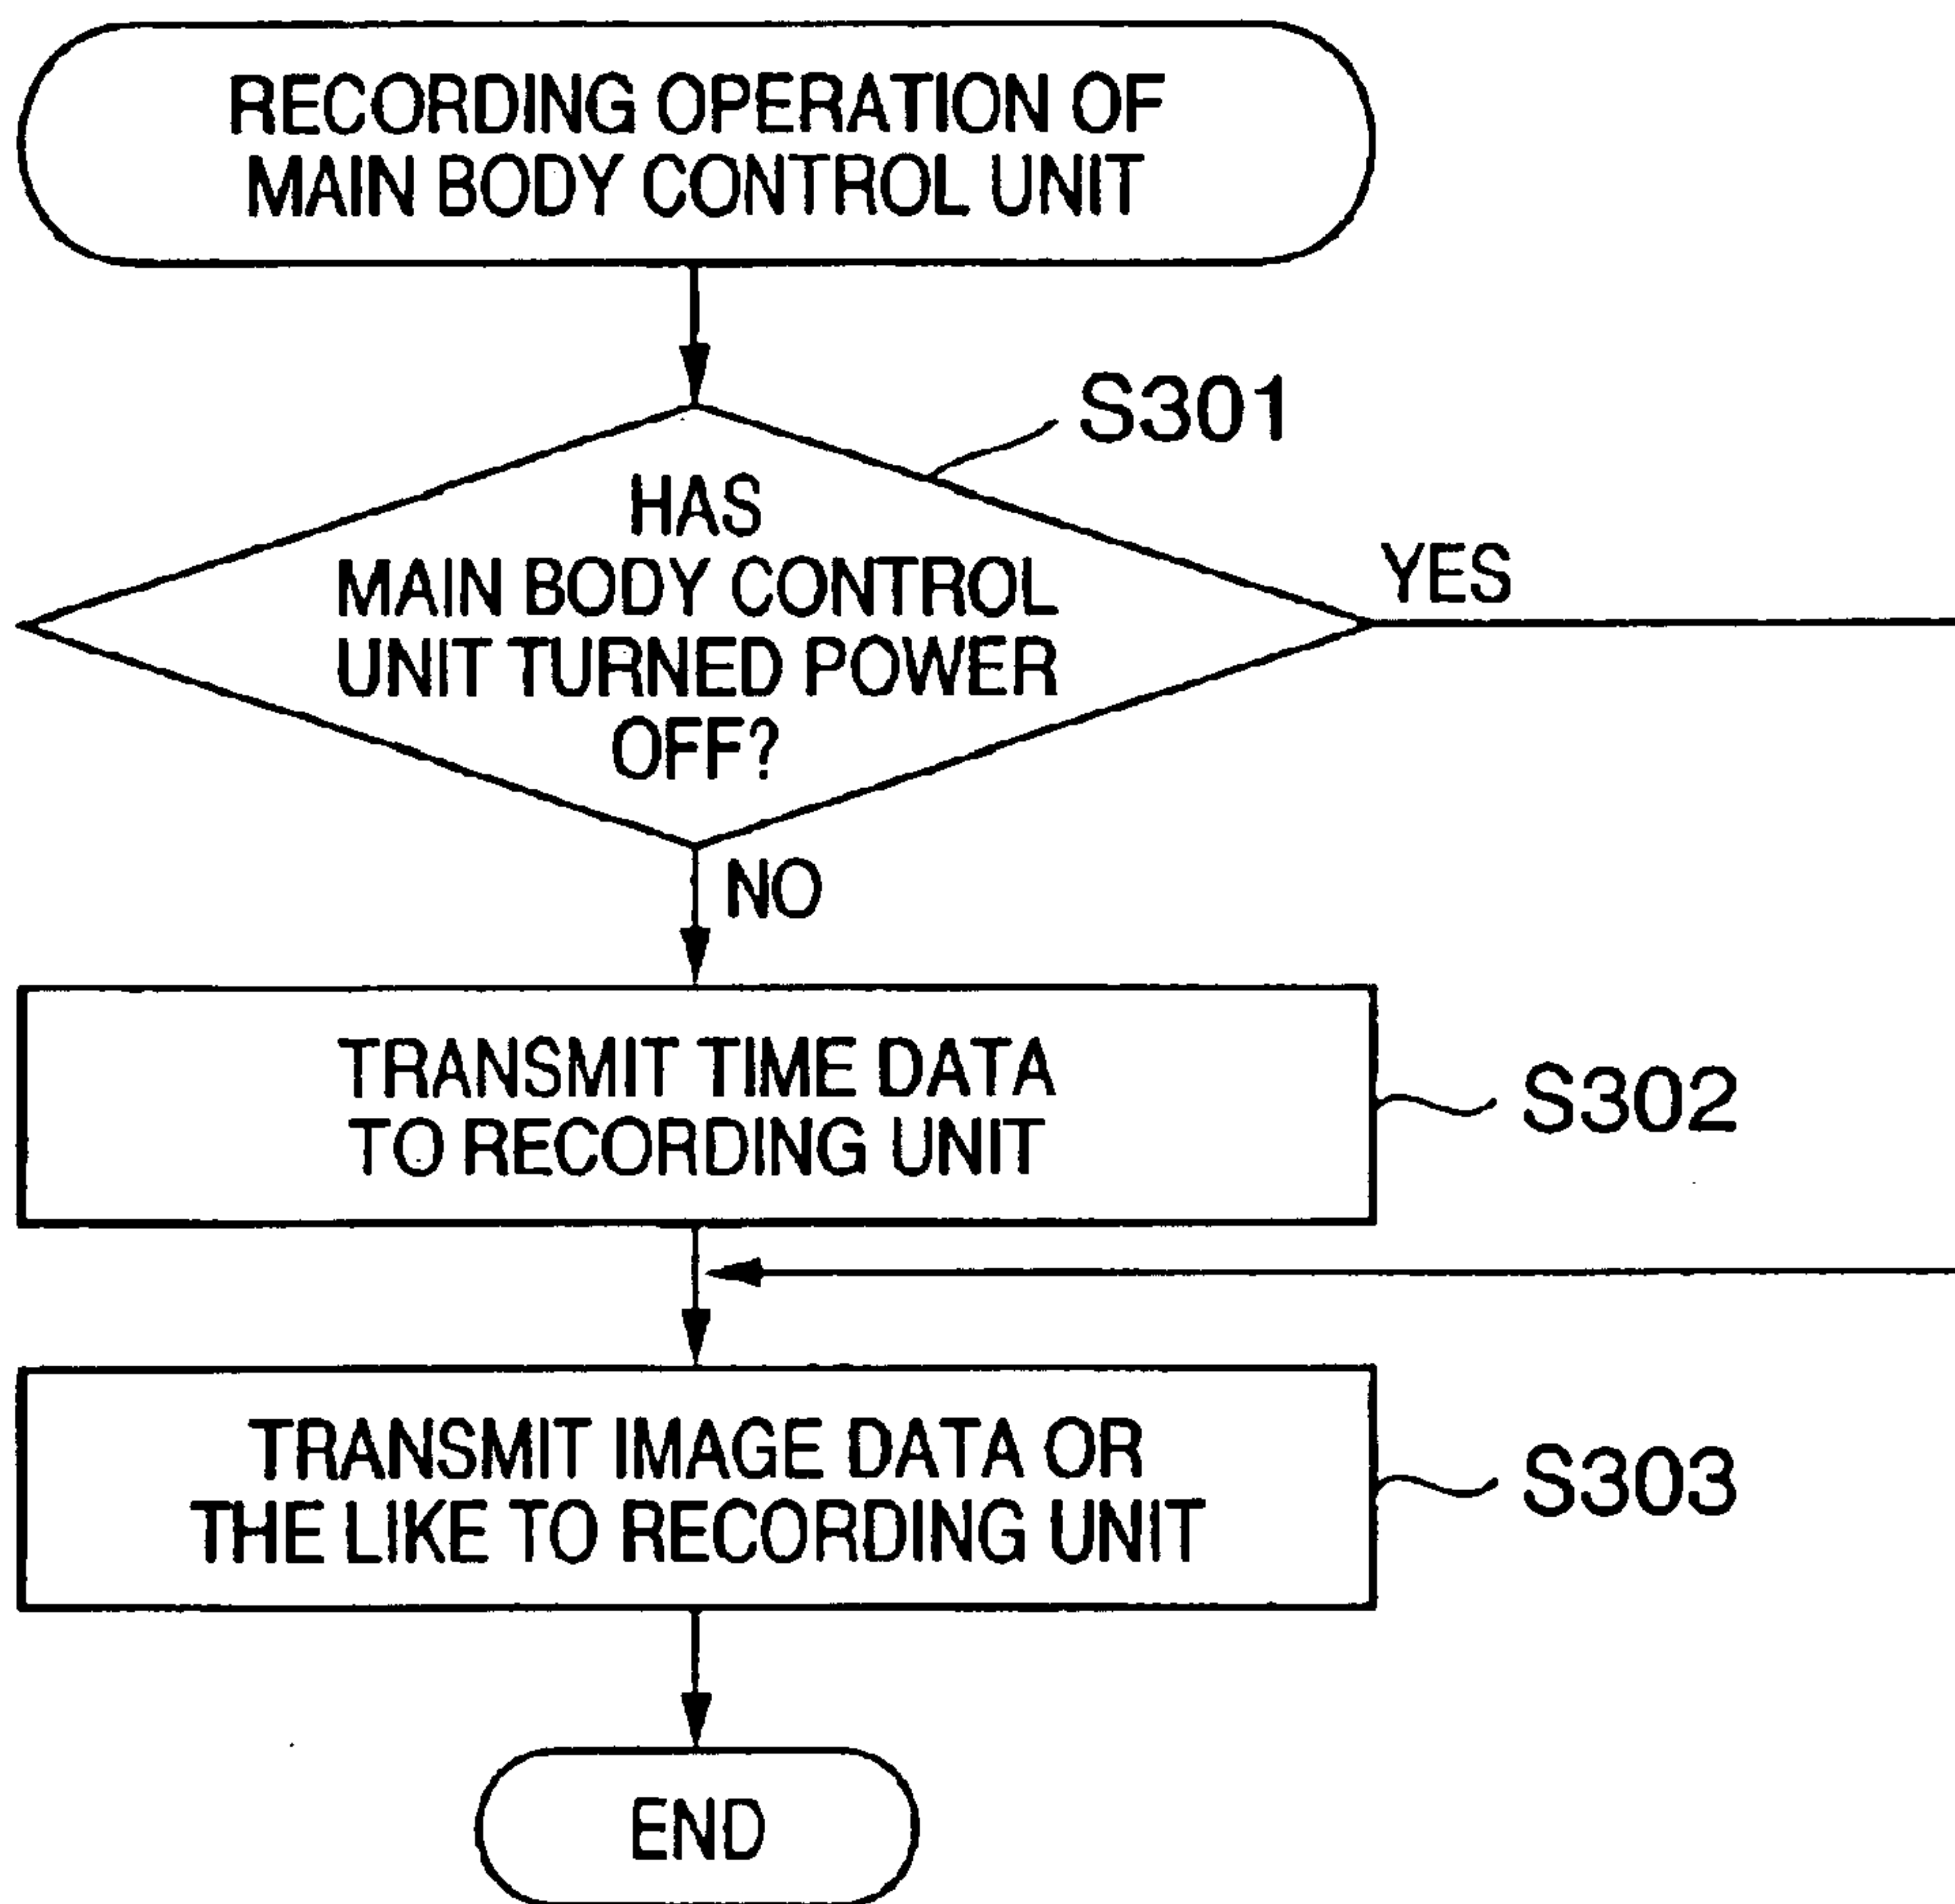 RECORDING OPERATION OF
MAIN BODY CONTROL UNIT
S301
HAS
MAIN BODY CONTROL
UNIT TURNED POWER
OFF?
YES
NO
TRANSMIT TIME DATA
TO RECORDING UNIT
S302
TRANSMIT IMAGE DATA OR
THE LIKE TO RECORDING UNIT
S303
END